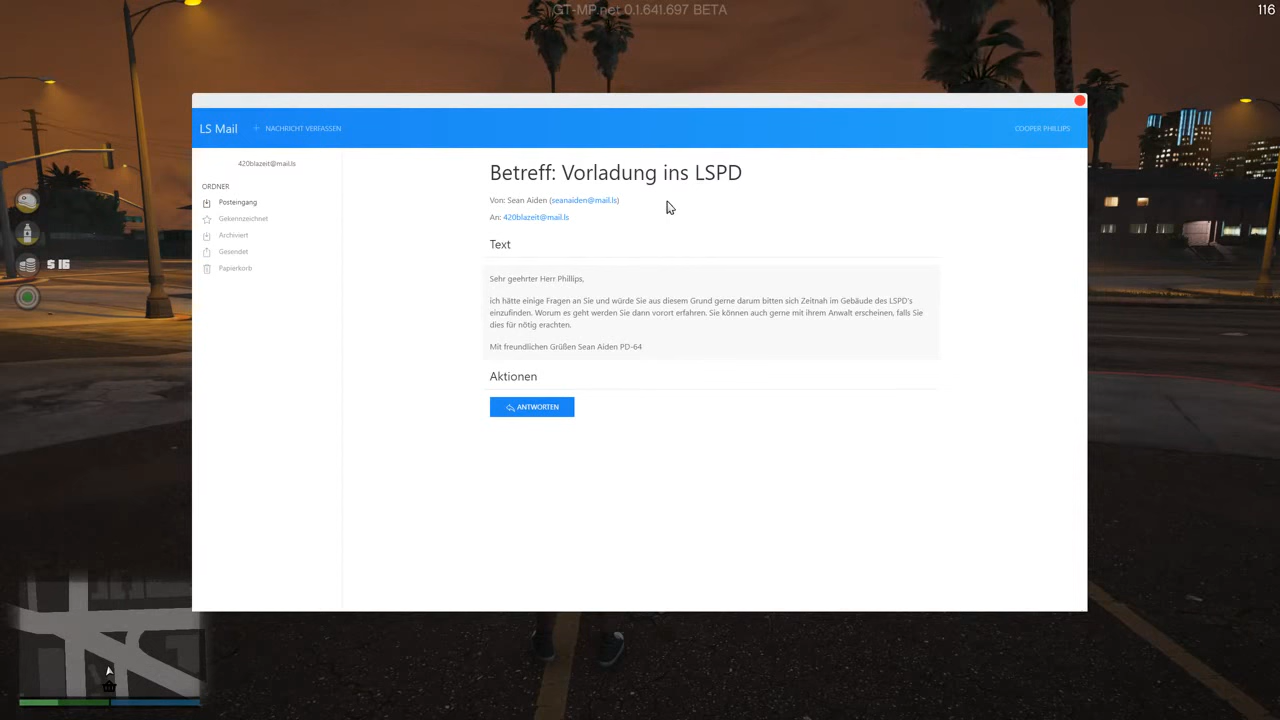 GT-MP.net 0.1.641.697 BETA
116
LS Mail
NACHRICHT VERFASSEN
COOPER PHILLIPS
420blazeit@mail.ls
ORDNER
Posteingang
Gekennzeichnet
Archiviert
Gesendet
Papierkorb
$ 16
Betreff: Vorladung ins LSPD
Von: Sean Aiden (seanaiden@mail.ls)
An: 420blazeit@mail.ls
Text
Sehr geehrter Herr Phillips,
ich hätte einige Fragen an Sie und würde Sie aus diesem Grund gerne darum bitten sich Zeitnah im Gebäude des LSPD's
einzufinden. Worum es geht werden Sie dann vorort erfahren. Sie können auch gerne mit ihrem Anwalt erscheinen, falls Sie
dies für nötig erachten.
Mit freundlichen Grüßen Sean Aiden PD-64
Aktionen
ANTWORTEN